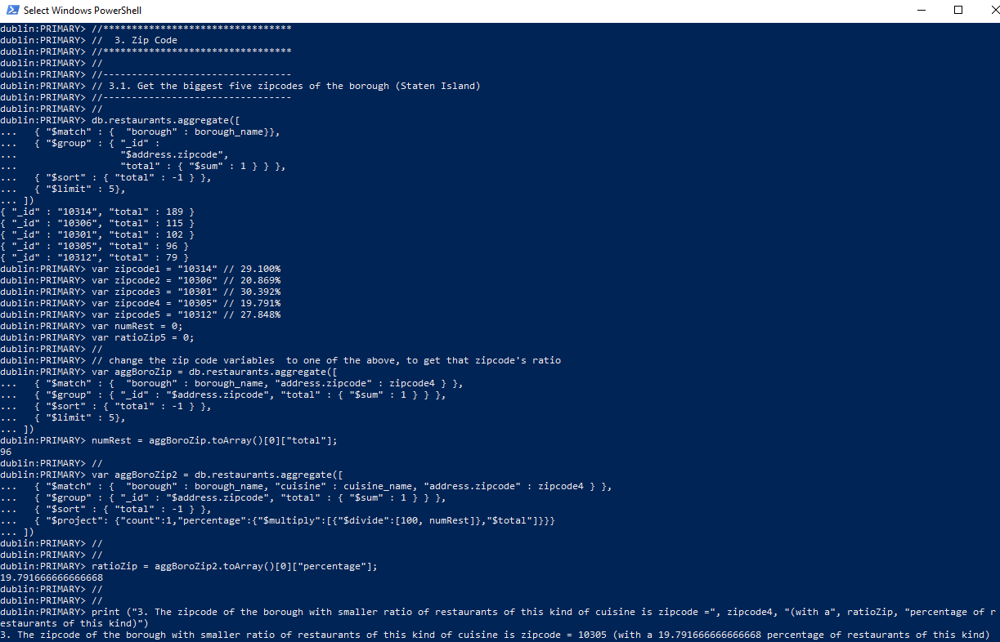 Select Windows PowerShell
dublin:PRIMARY> //*********************************
dublin:PRIMARY> //  3. Zip Code
dublin:PRIMARY> //*********************************
dublin:PRIMARY> //
dublin:PRIMARY> //---------------------------------
dublin:PRIMARY> // 3.1. Get the biggest five zipcodes of the borough (Staten Island)
dublin:PRIMARY> //---------------------------------
dublin:PRIMARY> //
dublin:PRIMARY> db.restaurants.aggregate([
...   { "$match" : {  "borough" : borough_name}},
...   { "$group" : { "_id" :
...                  "$address.zipcode",
...                  "total" : { "$sum" : 1 } } },
...   { "$sort" : { "total" : -1 } },
...   { "$limit" : 5},
... ])
{ "_id" : "10314", "total" : 189 }
{ "_id" : "10306", "total" : 115 }
{ "_id" : "10301", "total" : 102 }
{ "_id" : "10305", "total" : 96 }
{ "_id" : "10312", "total" : 79 }
dublin:PRIMARY> var zipcode1 = "10314" // 29.100%
dublin:PRIMARY> var zipcode2 = "10306" // 20.869%
dublin:PRIMARY> var zipcode3 = "10301" // 30.392%
dublin:PRIMARY> var zipcode4 = "10305" // 19.791%
dublin:PRIMARY> var zipcode5 = "10312" // 27.848%
dublin:PRIMARY> var numRest = 0;
dublin:PRIMARY> var ratioZip5 = 0;
dublin:PRIMARY> //
dublin:PRIMARY> // change the zip code variables  to one of the above, to get that zipcode's ratio
dublin:PRIMARY> var aggBoroZip = db.restaurants.aggregate([
...   { "$match" : {  "borough" : borough_name, "address.zipcode" : zipcode4 } },
...   { "$group" : { "_id" : "$address.zipcode", "total" : { "$sum" : 1 } } },
...   { "$sort" : { "total" : -1 } },
...   { "$limit" : 5},
... ])
dublin:PRIMARY> numRest = aggBoroZip.toArray()[0]["total"];
96
dublin:PRIMARY> //
dublin:PRIMARY> var aggBoroZip2 = db.restaurants.aggregate([
...   { "$match" : {  "borough" : borough_name, "cuisine" : cuisine_name, "address.zipcode" : zipcode4 } },
...   { "$group" : { "_id" : "$address.zipcode", "total" : { "$sum" : 1 } } },
...   { "$sort" : { "total" : -1 } },
...   { "$project": {"count":1,"percentage":{"$multiply":[{"$divide":[100, numRest]},"$total"]}}}
... ])
dublin:PRIMARY> //
dublin:PRIMARY> //
dublin:PRIMARY> ratioZip = aggBoroZip2.toArray()[0]["percentage"];
19.791666666666668
dublin:PRIMARY> //
dublin:PRIMARY> //
dublin:PRIMARY> print ("3. The zipcode of the borough with smaller ratio of restaurants of this kind of cuisine is zipcode =", zipcode4, "(with a", ratioZip, "percentage of r
estaurants of this kind)")
3. The zipcode of the borough with smaller ratio of restaurants of this kind of cuisine is zipcode = 10305 (with a 19.791666666666668 percentage of restaurants of this kind)